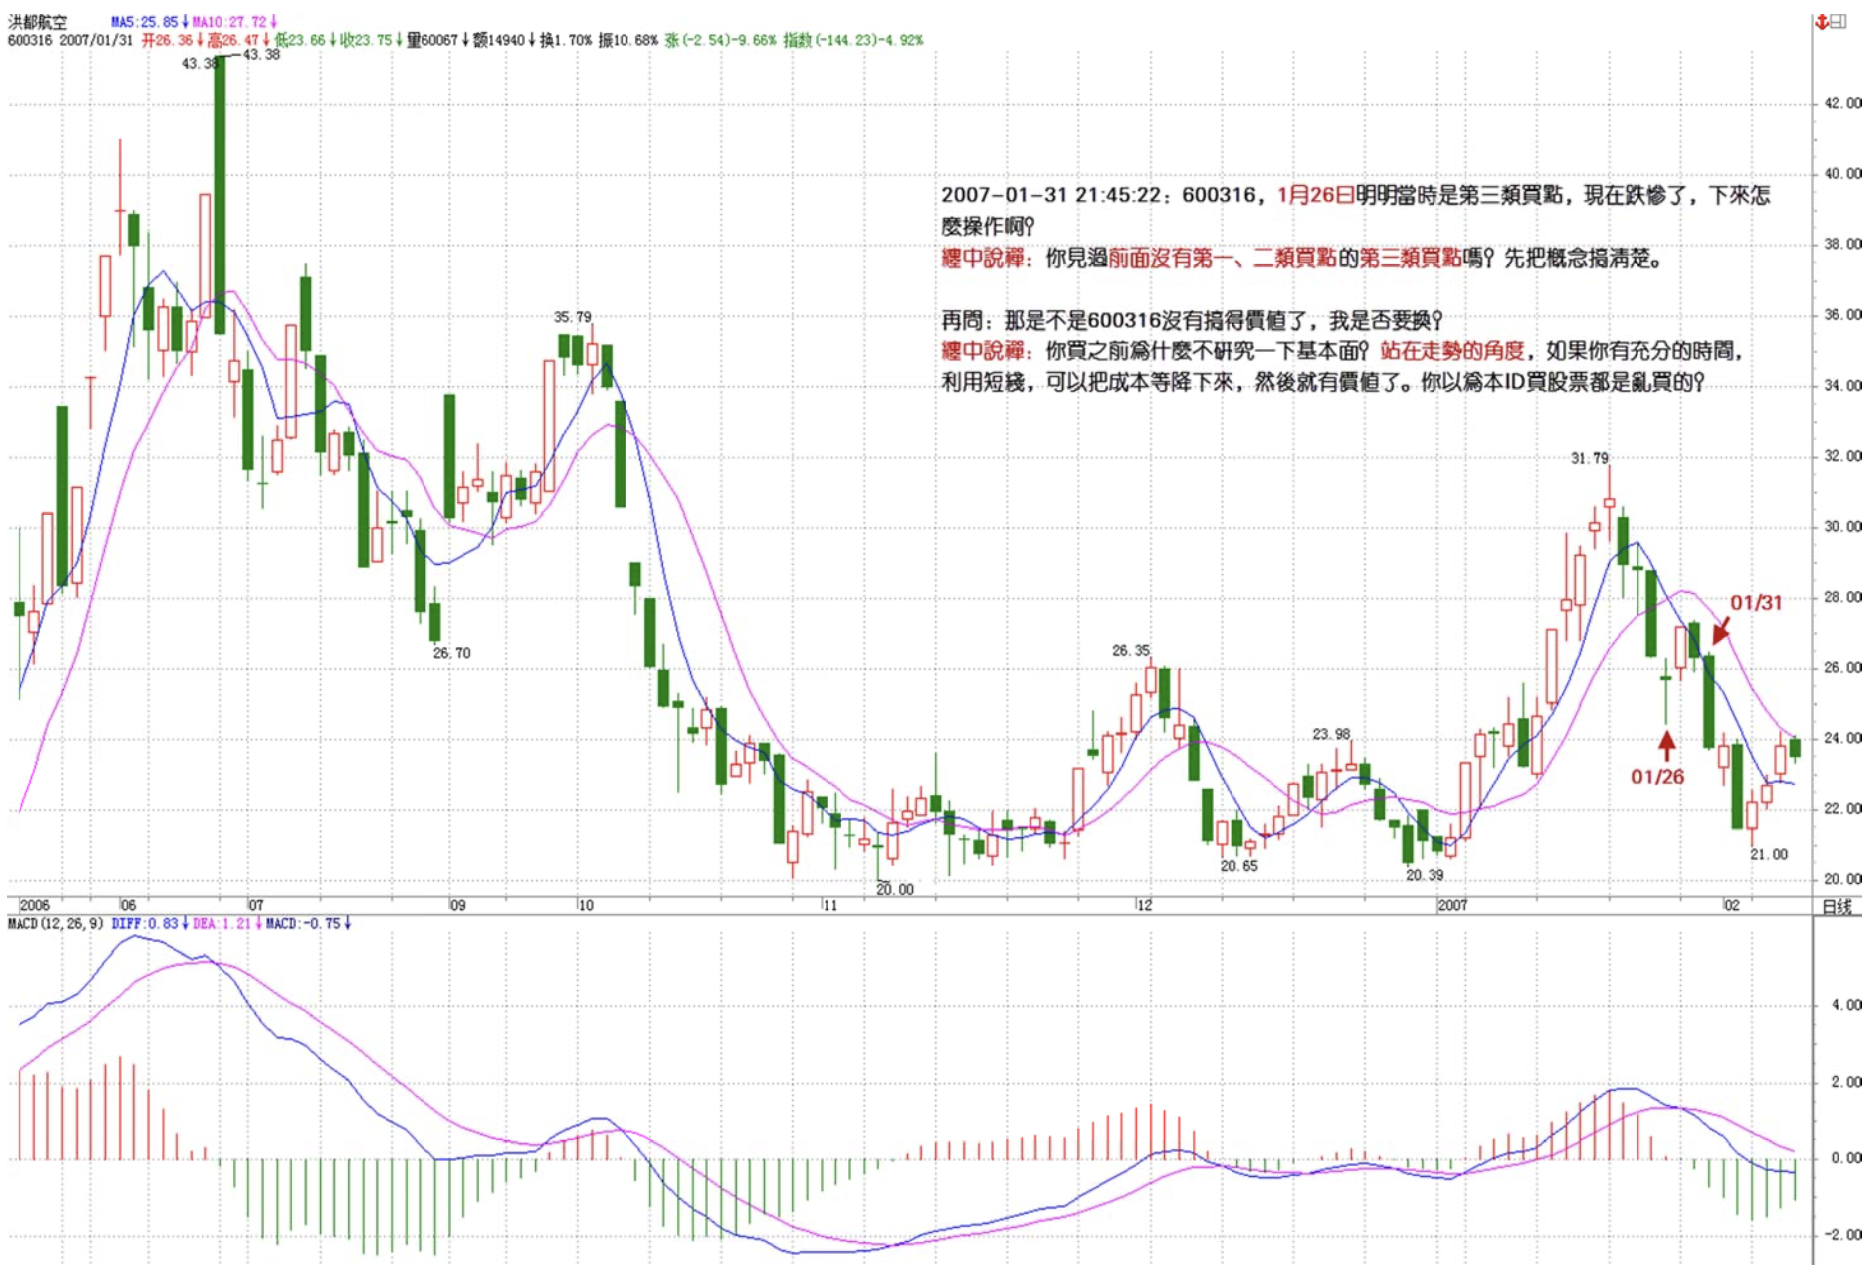 洪都航空 MA5:25.85↓ MA10:27.72↓
600316 2007/01/31 开26.36↓高26.47↓低23.66↓收23.75↓量60067↓额14940↓换1.70% 振10.68% 涨(-2.54)-9.66% 指数(-144.23)-4.92%
43.38
43.38
42.00
40.00
2007-01-31 21:45:22：600316，1月26日明明當時是第三類買點，現在跌慘了，下來怎
麼操作啊？
38.00
纏中說禪：你見過前面沒有第一、二類買點的第三類買點嗎？先把概念搞清楚。
再問：那是不是600316沒有搞得價值了，我是否要換？
35.79
36.00
纏中說禪：你買之前為什麼不研究一下基本面？站在走勢的角度，如果你有充分的時間，
利用短綫，可以把成本等降下來，然後就有價值了。你以為本ID買股票都是亂買的？
34.00
31.79
32.00
30.00
28.00
01/31
26.70
26.35
26.00
23.98
24.00
01/26
22.00
20.65
20.39
21.00
20.00
20.00
2006 06 07 09 10 11 12 2007 02 日线
MACD(12,26,9) DIFF:0.83↓ DEA:1.21↓ MACD:-0.75↓
4.00
2.00
0.00
-2.00